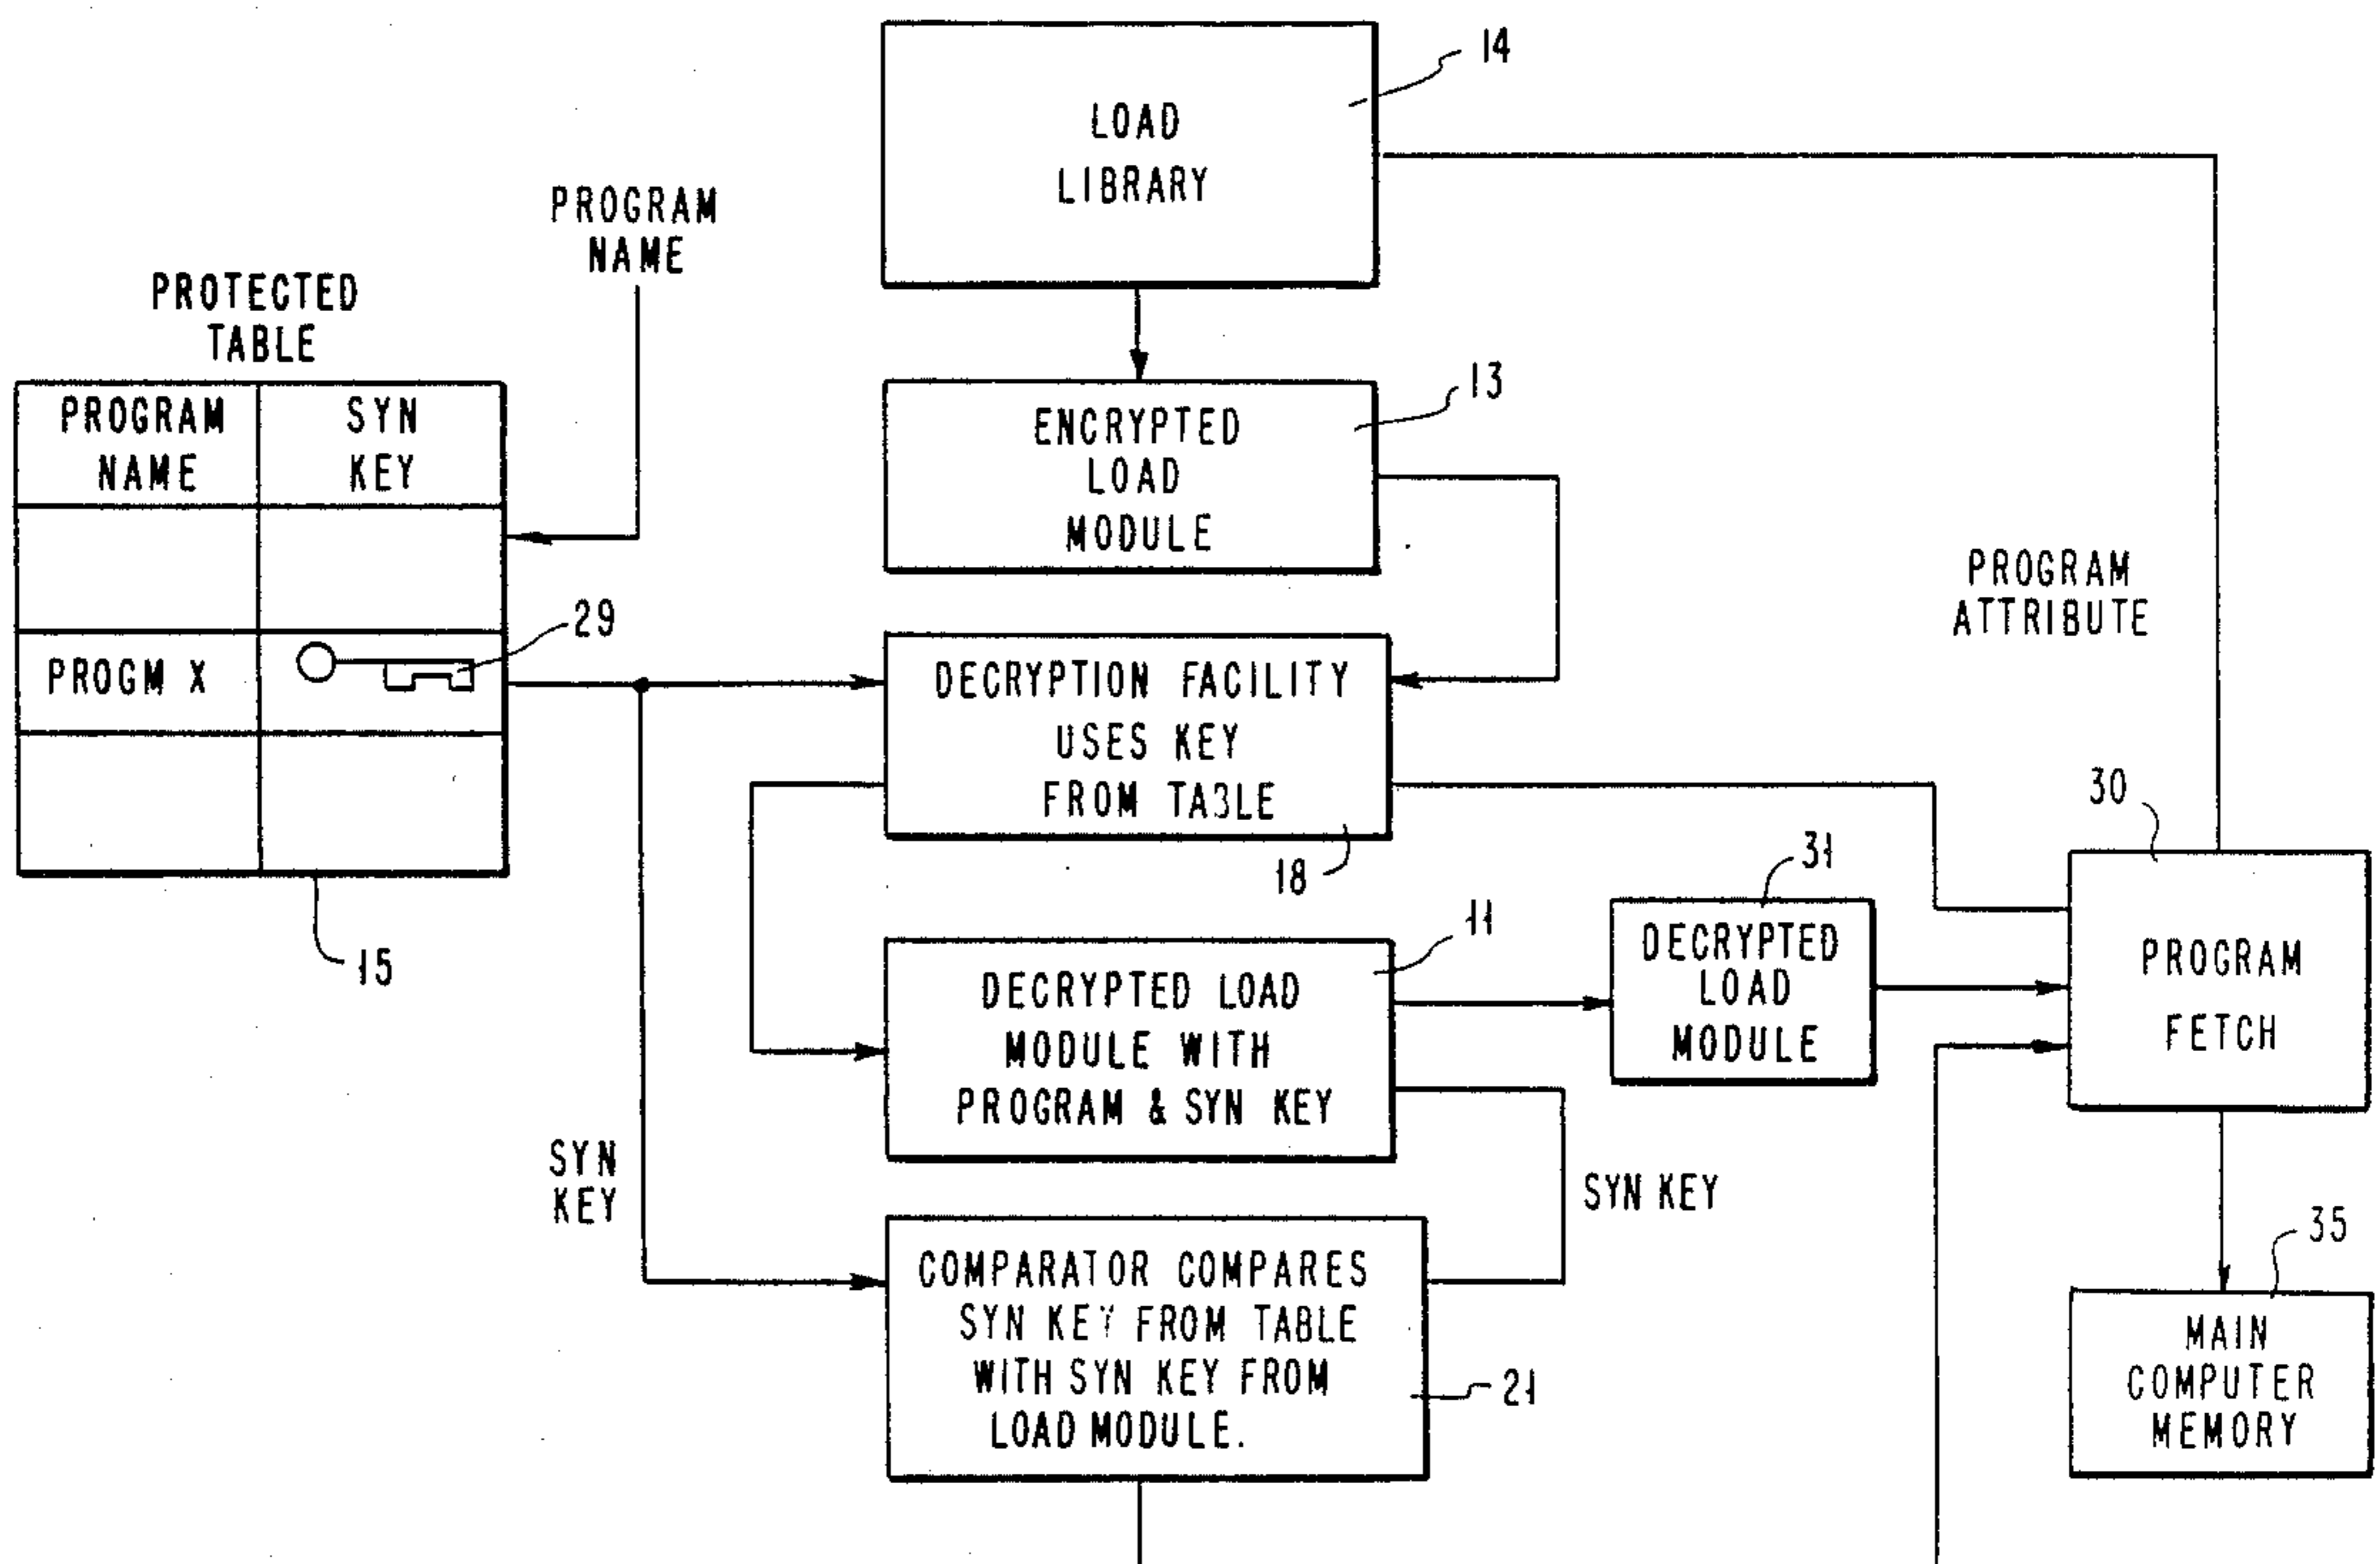 14
LOAD
LIBRARY
PROGRAM
NAME
PROTECTED
TABLE
PROGRAM
NAME
SYN
KEY
PROGM X
29
15
13
ENCRYPTED
LOAD
MODULE
PROGRAM
ATTRIBUTE
DECRYPTION FACILITY
USES KEY
FROM TABLE
18
30
31
11
DECRYPTED LOAD
MODULE WITH
PROGRAM & SYN KEY
DECRYPTED
LOAD
MODULE
PROGRAM
FETCH
SYN
KEY
SYN KEY
COMPARATOR COMPARES
SYN KEY FROM TABLE
WITH SYN KEY FROM
LOAD MODULE.
21
35
MAIN
COMPUTER
MEMORY